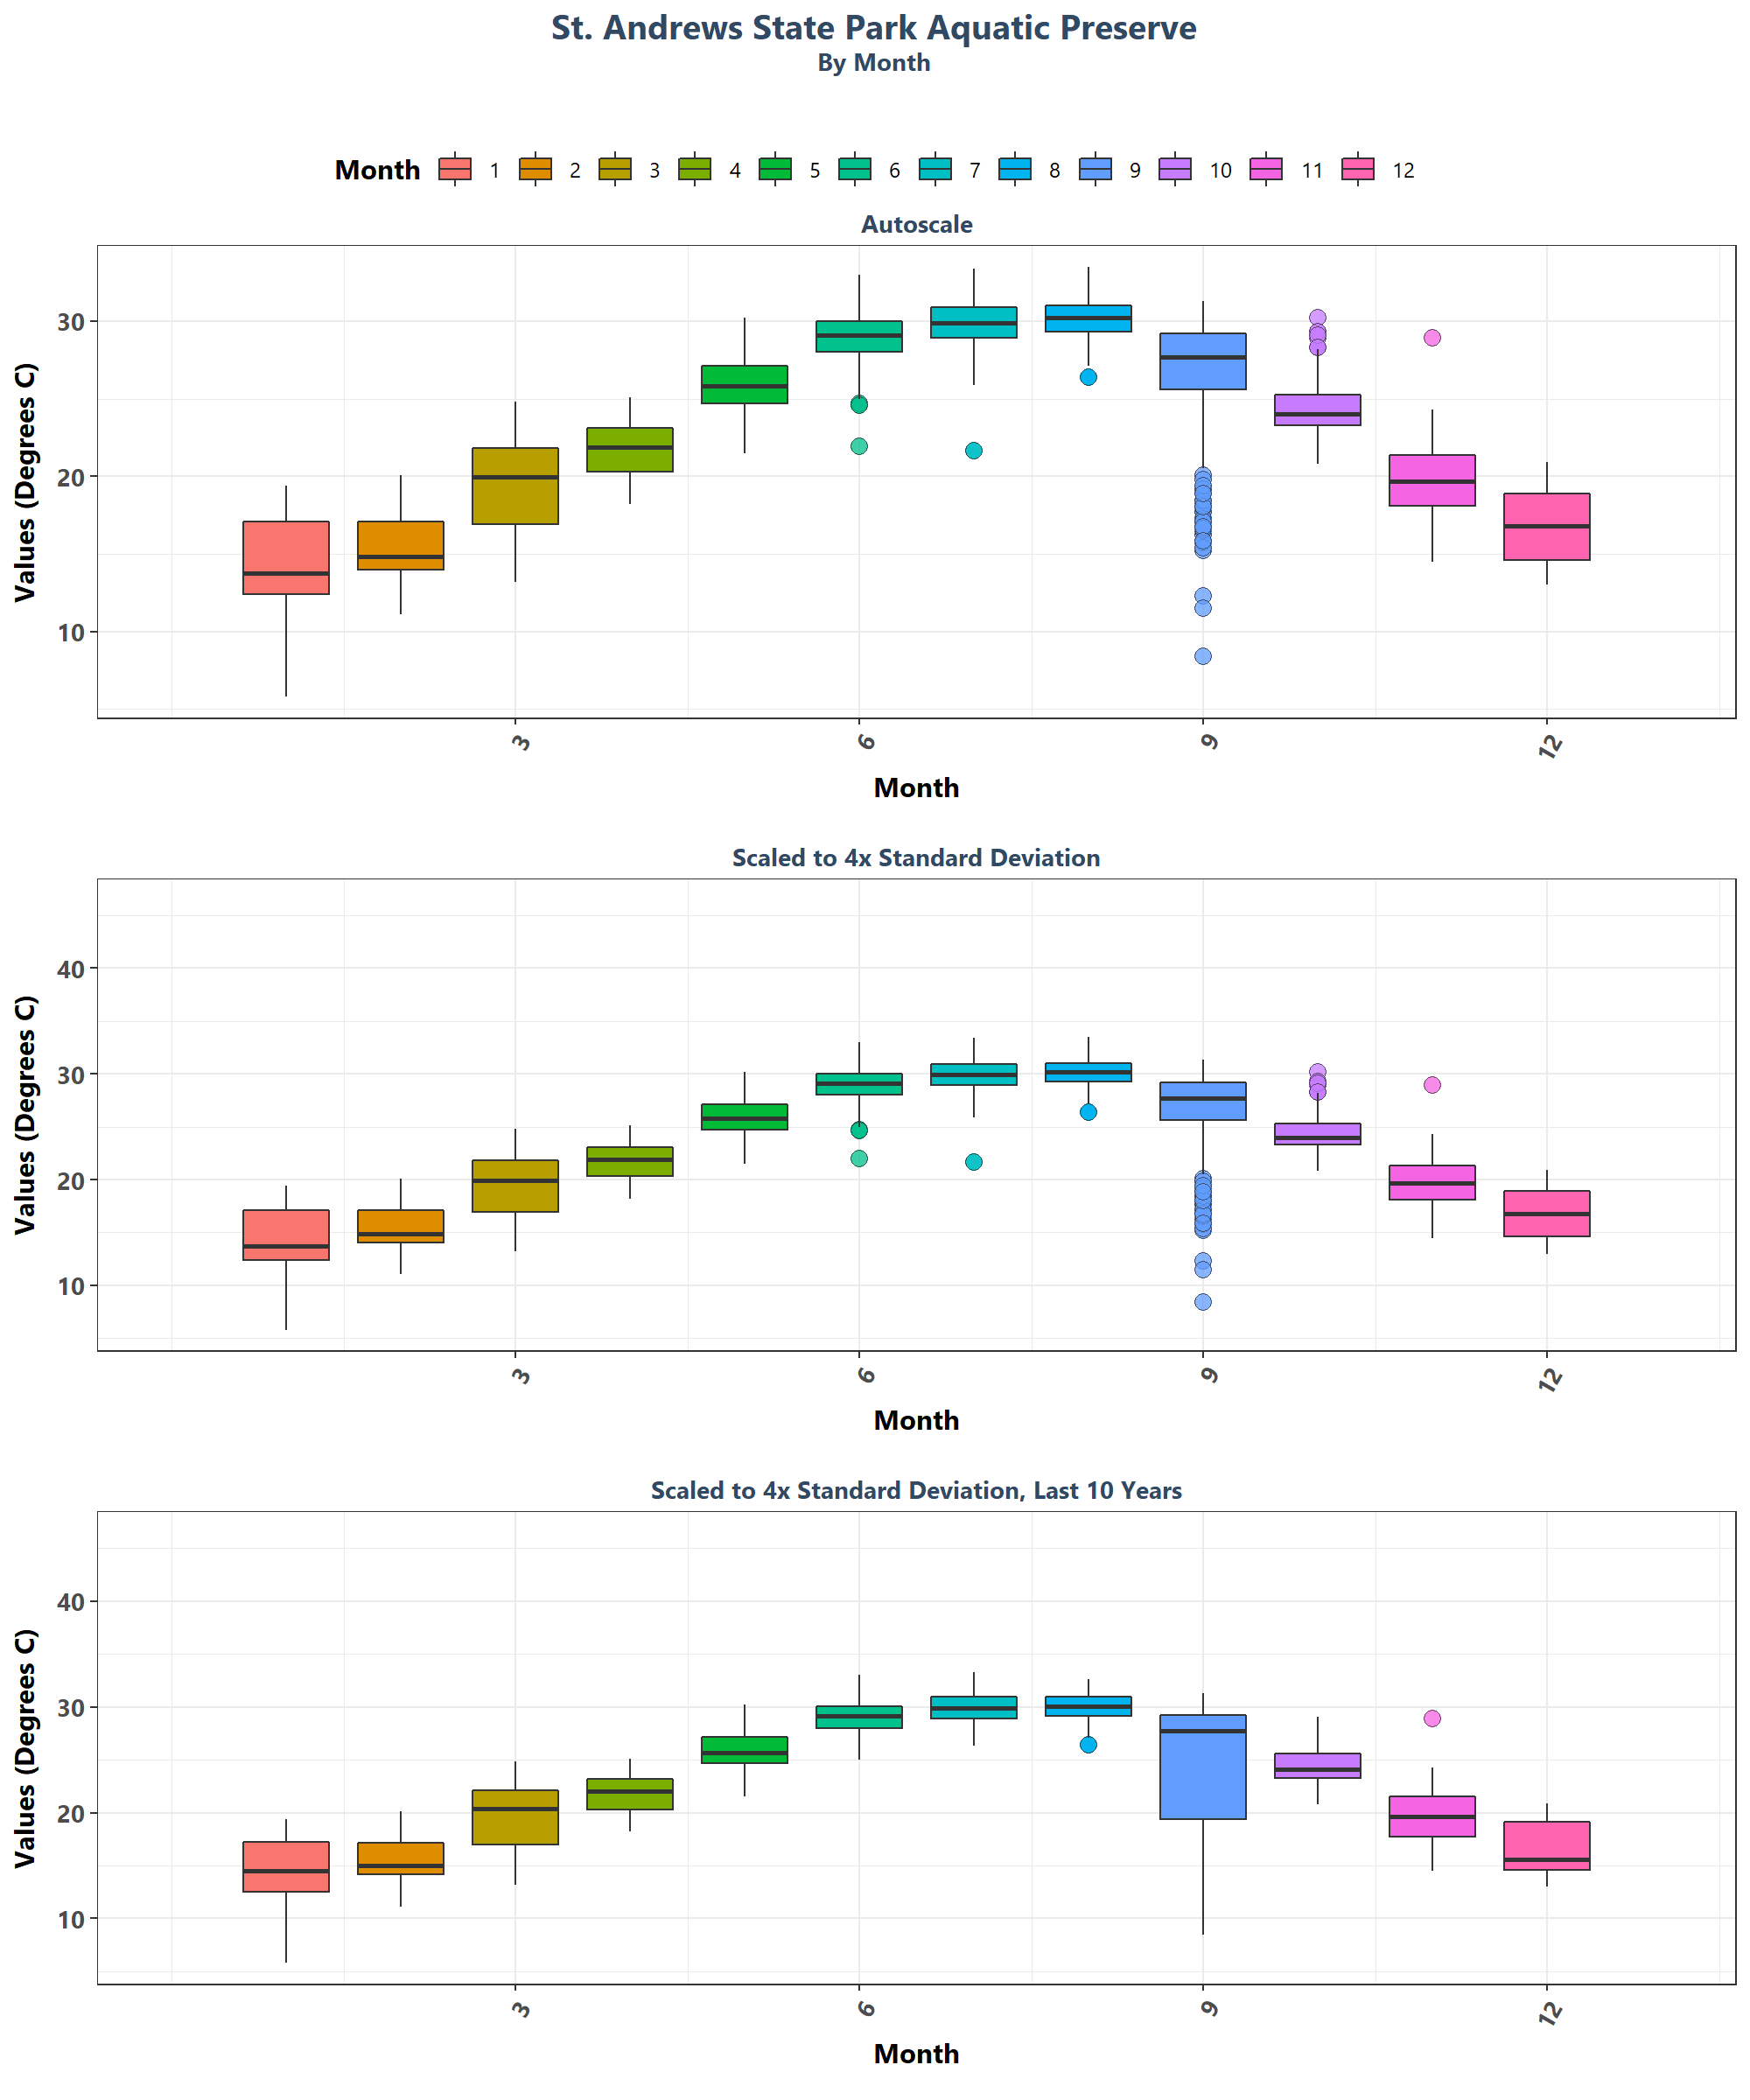 St. Andrews State Park Aquatic Preserve
By Month
Month 1 2 3 4 5 6 7 8 9 10 11 12
Autoscale
Values (Degrees C)
30
20
10
3 6 9 12
Month
Scaled to 4x Standard Deviation
Values (Degrees C)
40
30
20
10
3 6 9 12
Month
Scaled to 4x Standard Deviation, Last 10 Years
Values (Degrees C)
40
30
20
10
3 6 9 12
Month